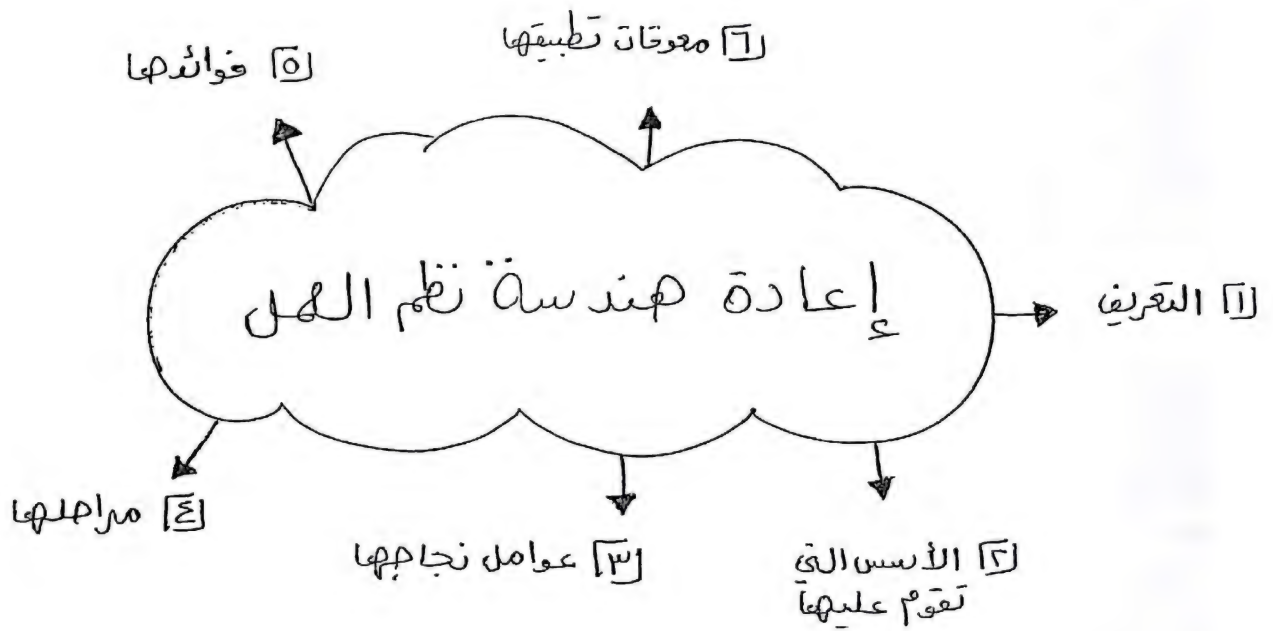 إعادة هندسة نظم العمل
١ التعريف
٢ الأسس التي
تقوم عليها
٣ عوامل نجاحها
٤ مراحلها
٥ فوائدها
٦ معوقات تطبيقها